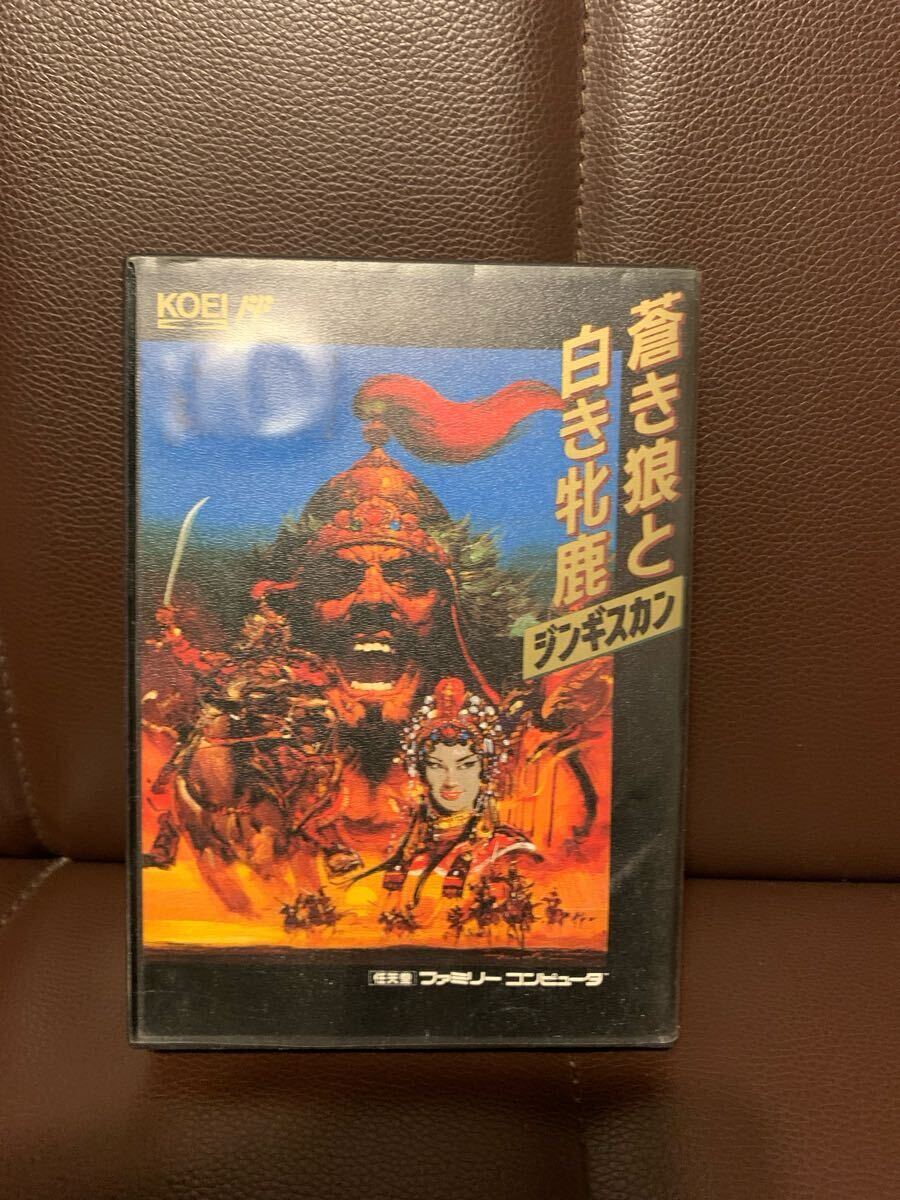 KOEI
蒼き狼と
白き牝鹿
ジンギスカン
任天堂 ファミリーコンピュータ